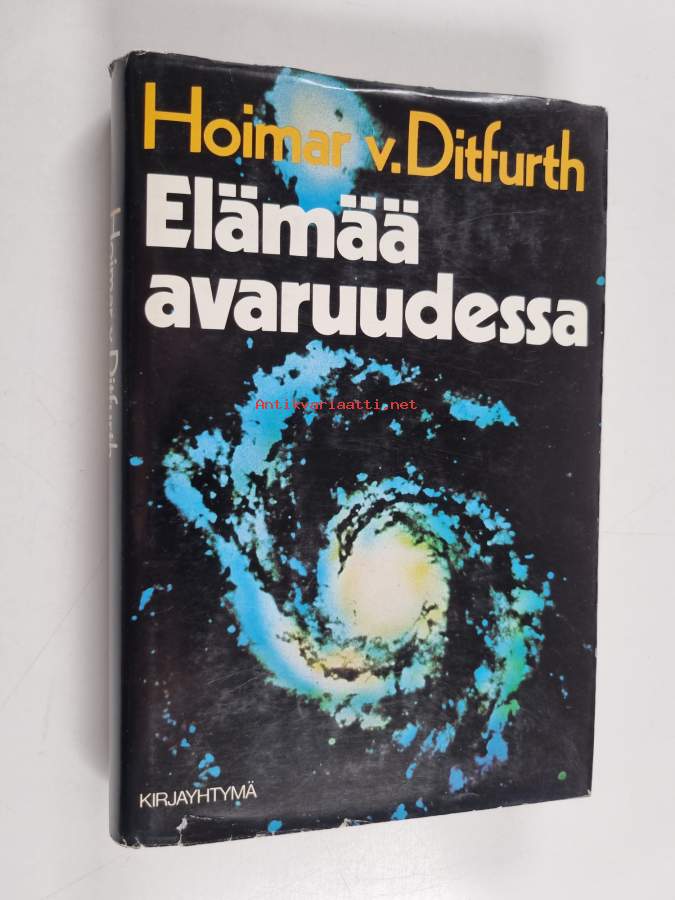 Hoimar v. Ditfurth
Elämää
avaruudessa
Antikvariaatti.net
KIRJAYHTYMÄ
Hoimar v. Ditfurth